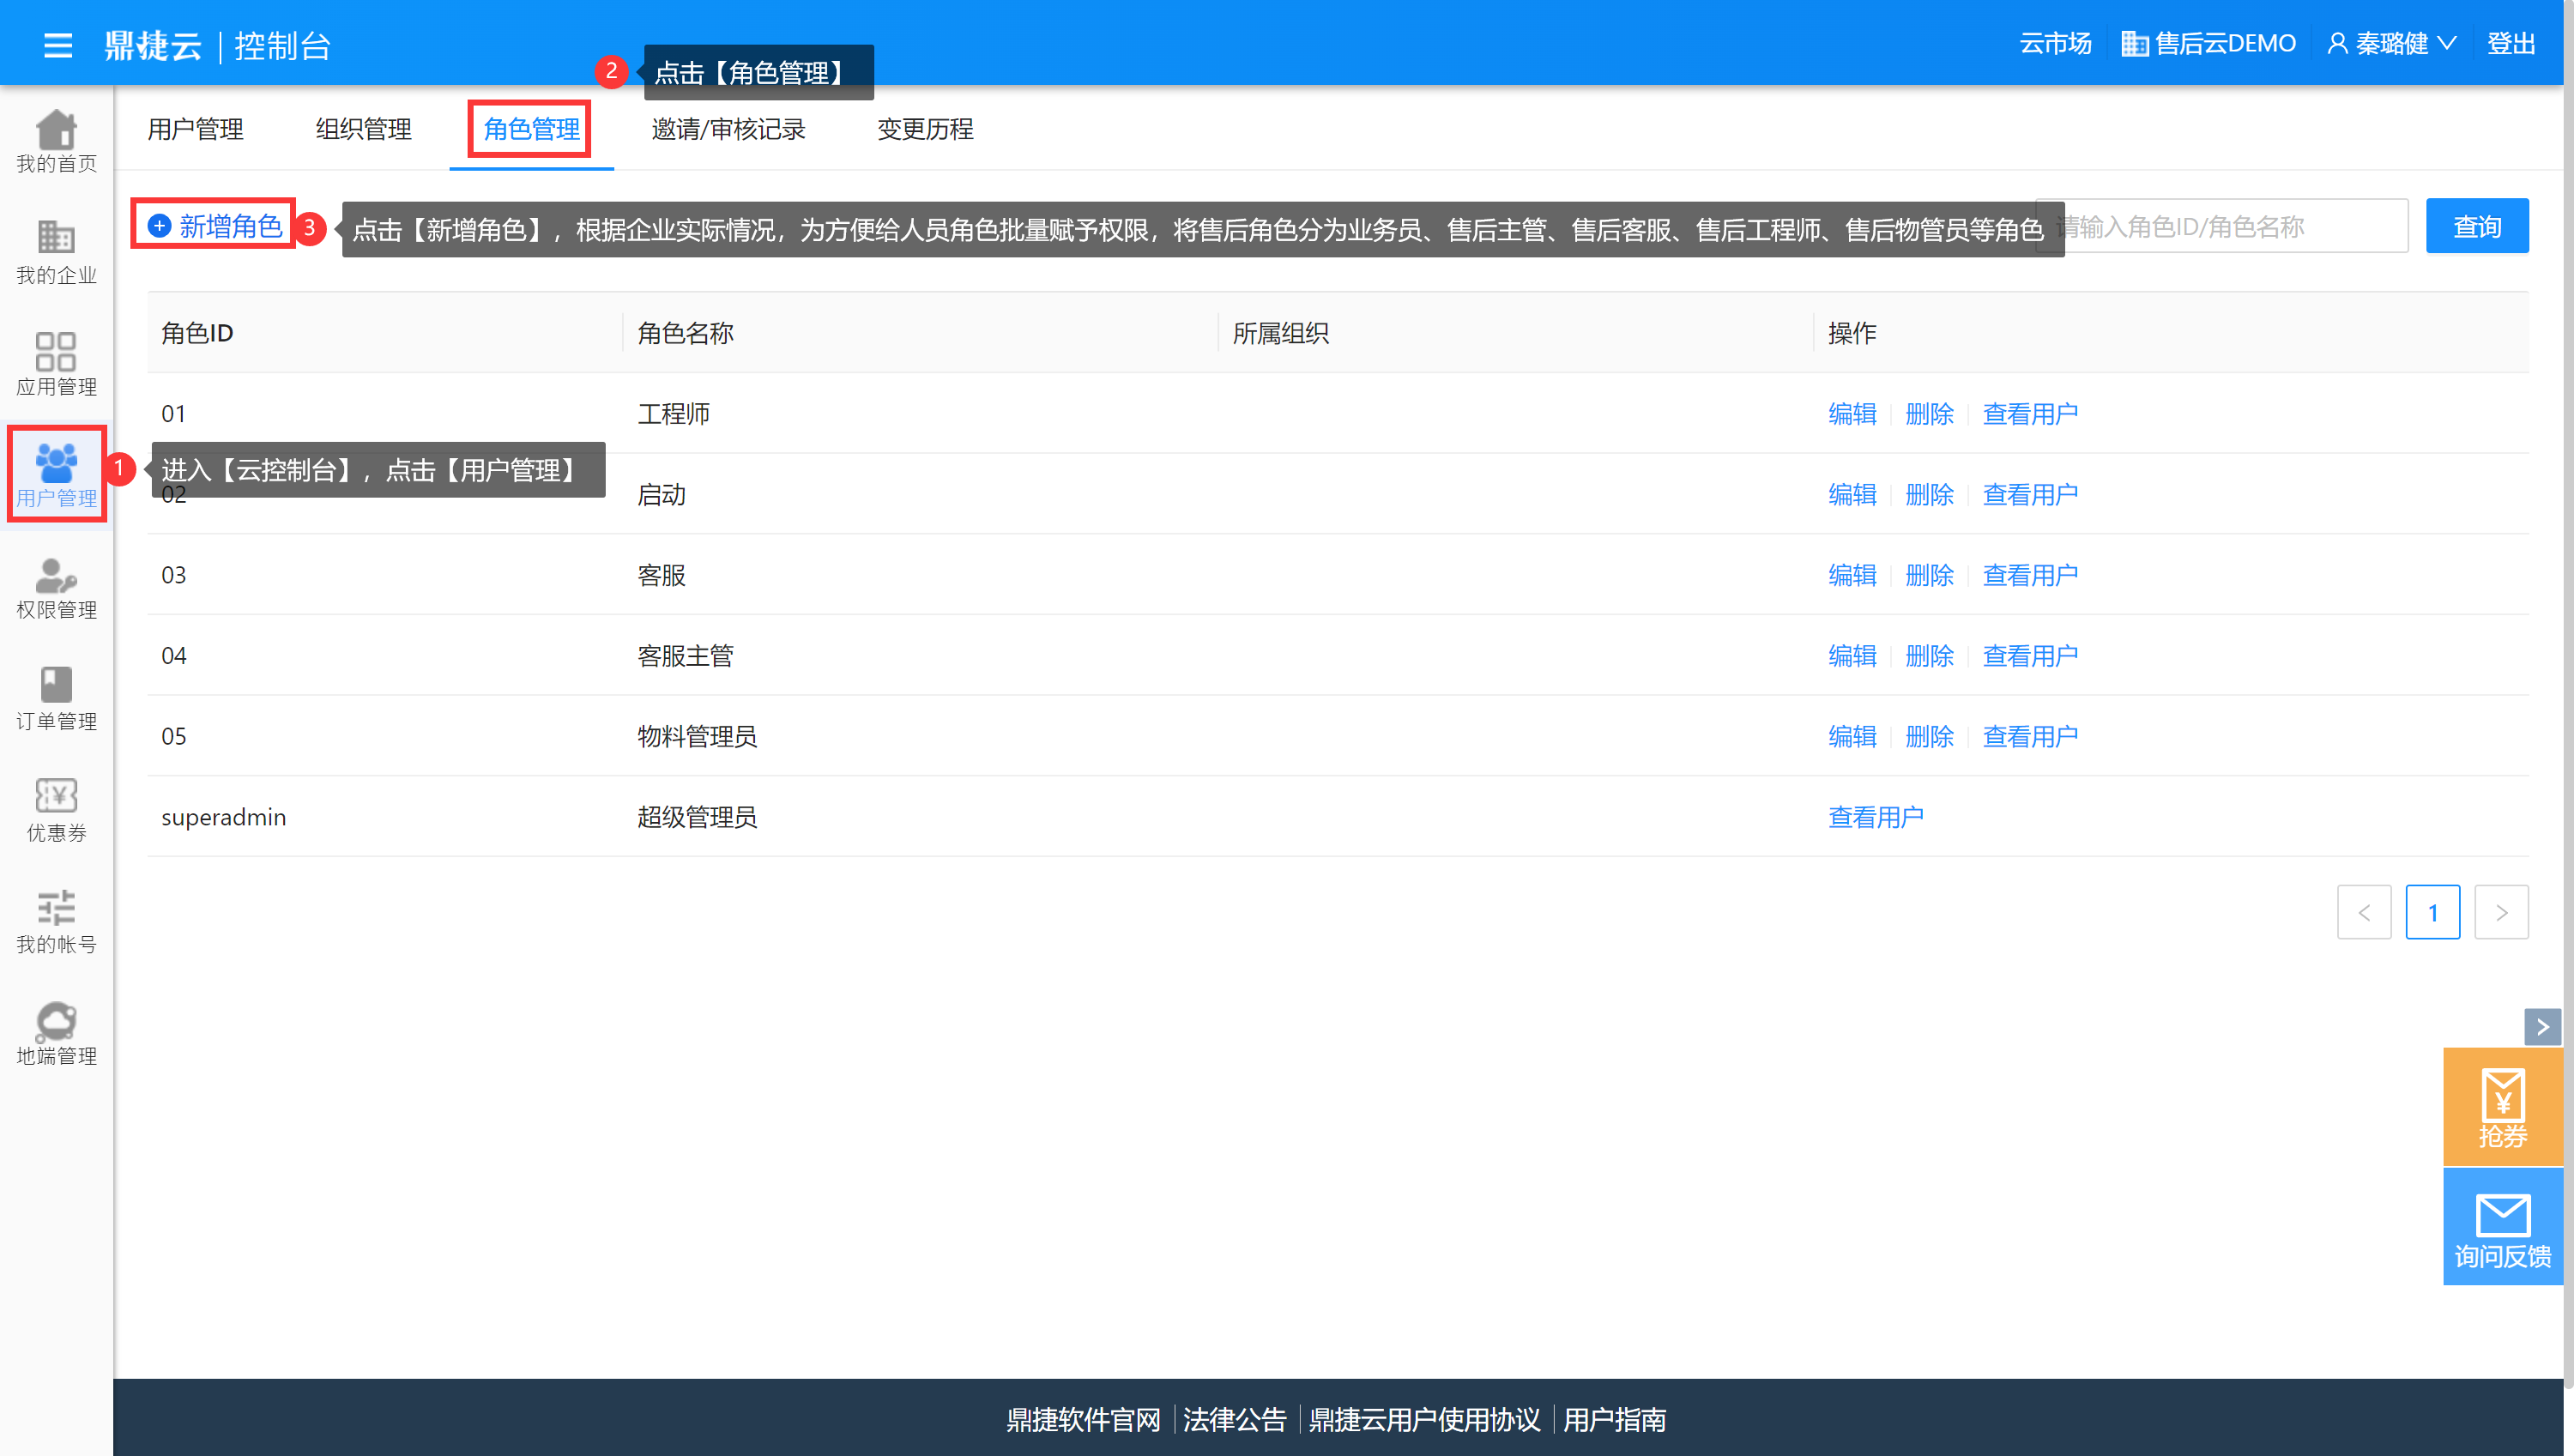 鼎捷云 控制台 云市场 售后云DEMO 秦璐健 登出
2 点击【角色管理】
用户管理 组织管理 角色管理 邀请/审核记录 变更历程
新增角色 3 点击【新增角色】，根据企业实际情况，为方便给人员角色批量赋予权限，将售后角色分为业务员、售后主管、售后客服、售后工程师、售后物管员等角色 请输入角色ID/角色名称 查询
我的首页
我的企业
应用管理
用户管理
1 进入【云控制台】，点击【用户管理】
权限管理
订单管理
优惠券
我的帐号
地端管理
角色ID 角色名称 所属组织 操作
01 工程师 编辑 删除 查看用户
02 启动 编辑 删除 查看用户
03 客服 编辑 删除 查看用户
04 客服主管 编辑 删除 查看用户
05 物料管理员 编辑 删除 查看用户
superadmin 超级管理员 查看用户
< 1 >
>
¥
抢券
询问反馈
鼎捷软件官网 法律公告 鼎捷云用户使用协议 用户指南